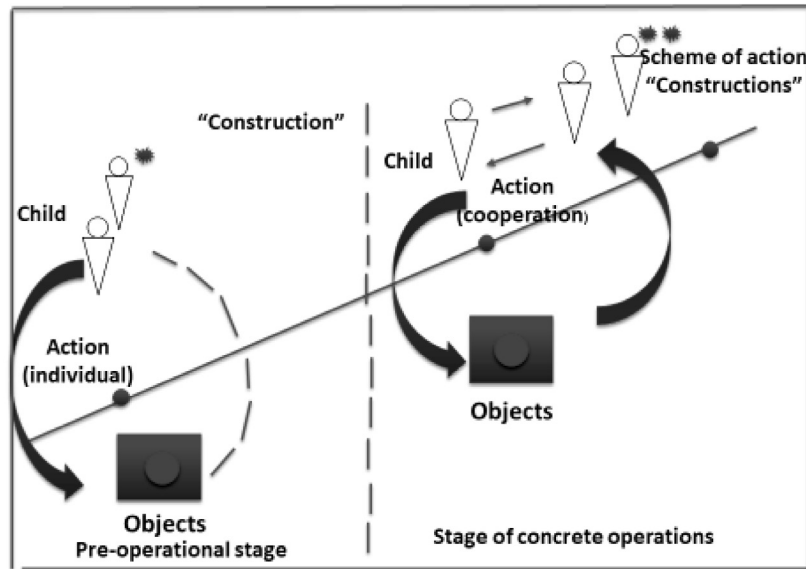 “Construction”
Child
Action
(individual)
Objects
Pre-operational stage
Scheme of action
“Constructions”
Child
Action
(cooperation)
Objects
Stage of concrete operations